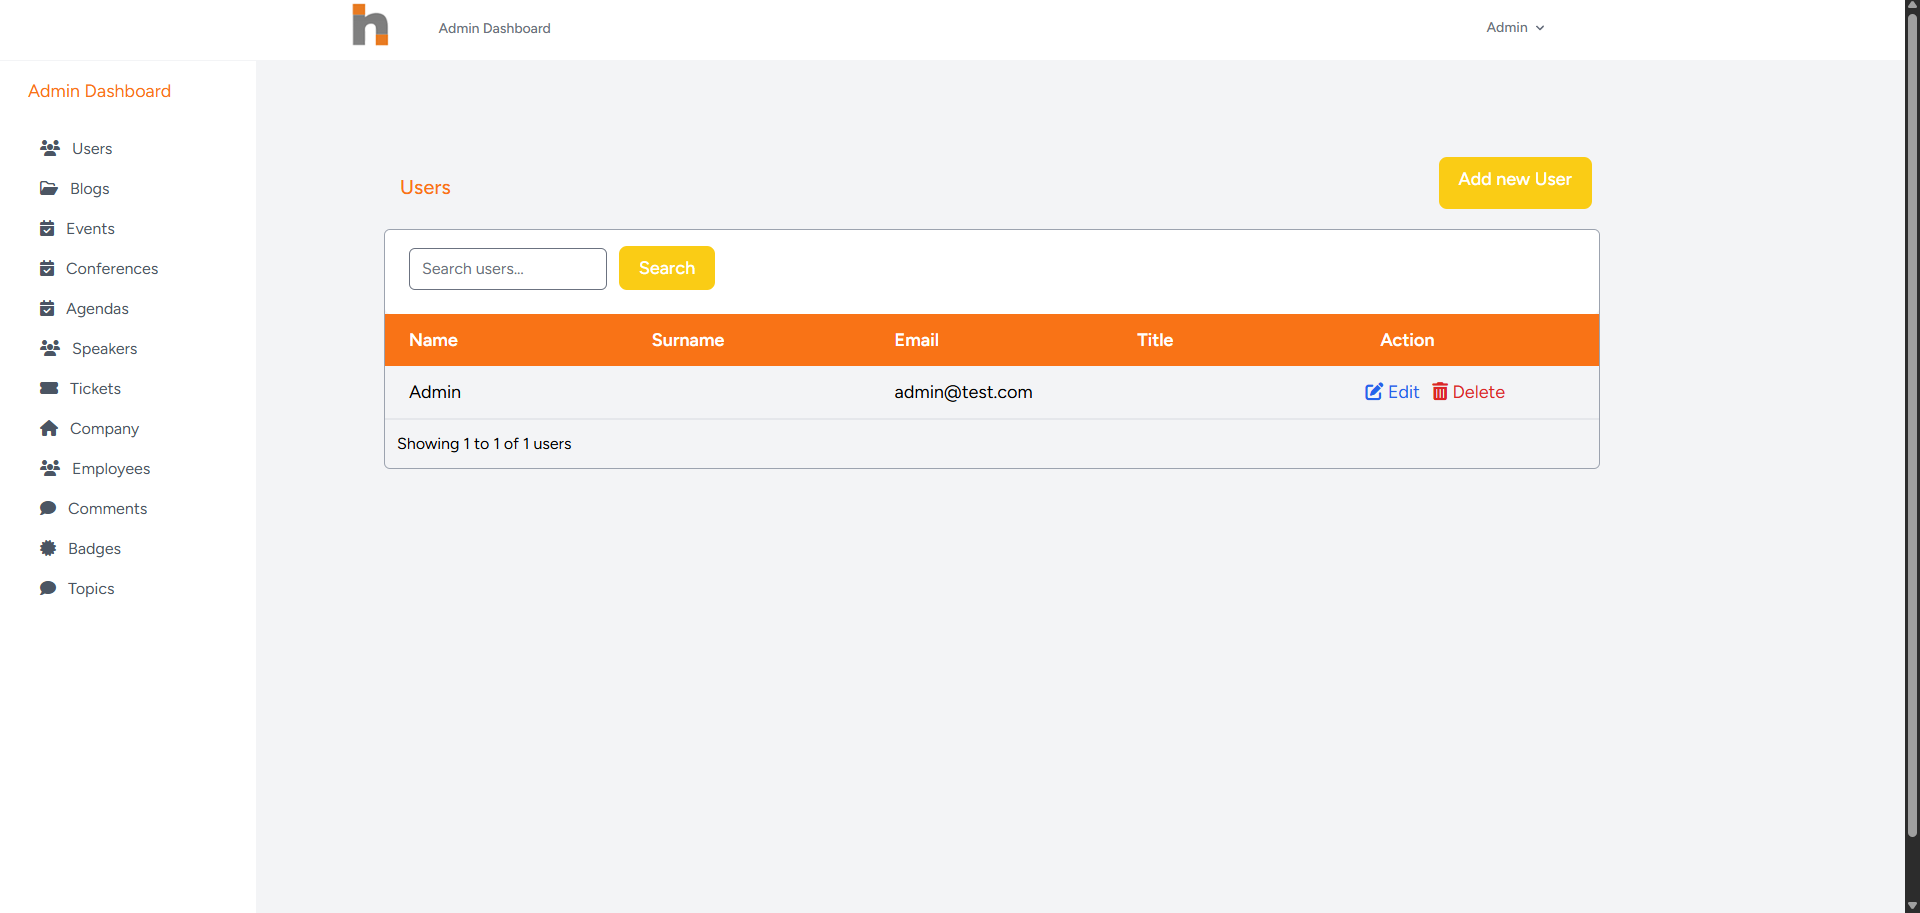 Admin Dashboard
Admin
Admin Dashboard
Users
Blogs
Events
Conferences
Agendas
Speakers
Tickets
Company
Employees
Comments
Badges
Topics
Users
Add new User
Search users...
Search
Name Surname Email Title Action
Admin admin@test.com Edit Delete
Showing 1 to 1 of 1 users